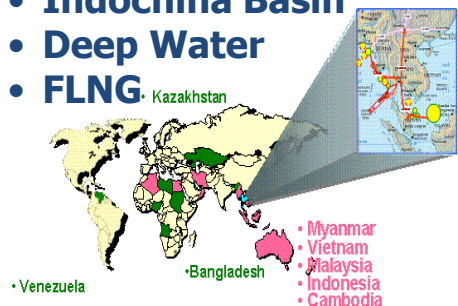 • Indochina Basin
• Deep Water
• FLNG
• Kazakhstan
• Myanmar
• Vietnam
• Malaysia
• Indonesia
• Cambodia
•Bangladesh
• Venezuela